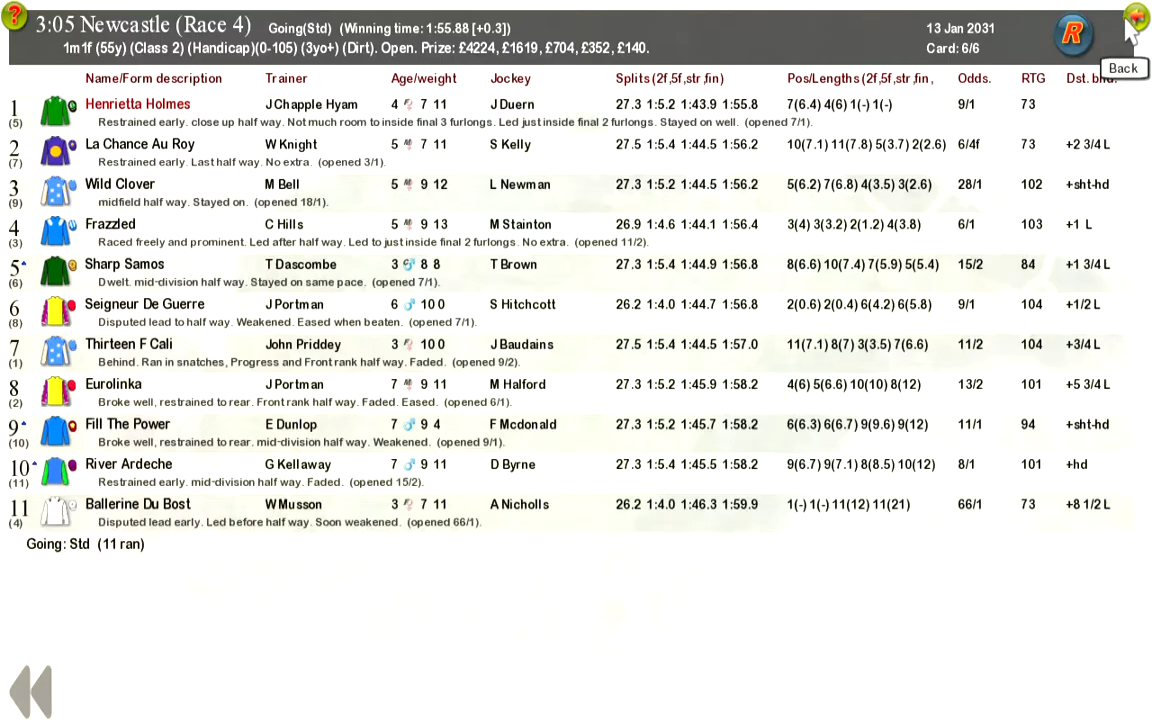 3:05 Newcastle (Race 4) Going(Std) (Winning time: 1:55.88 [+0.3]) 13 Jan 2031
1m1f (55y) (Class 2) (Handicap)(0-105) (3yo+) (Dirt). Open. Prize: £4224, £1619, £704, £352, £140. Card: 6/6
R
Back
Name/Form description Trainer Age/weight Jockey Splits (2f,5f,str,fin) Pos/Lengths (2f,5f,str,fin, Odds. RTG Dst. bhd.
1 Henrietta Holmes J Chapple Hyam 4 7 11 J Duern 27.3 1:5.2 1:43.9 1:55.8 7(6.4) 4(6) 1(-) 1(-) 9/1 73
(5) Restrained early. close up half way. Not much room to inside final 3 furlongs. Led just inside final 2 furlongs. Stayed on well. (opened 7/1).
2 La Chance Au Roy W Knight 5 7 11 S Kelly 27.5 1:5.4 1:44.5 1:56.2 10(7.1) 11(7.8) 5(3.7) 2(2.6) 6/4f 73 +2 3/4 L
(7) Restrained early. Last half way. No extra. (opened 3/1).
3 Wild Clover M Bell 5 9 12 L Newman 27.3 1:5.2 1:44.5 1:56.2 5(6.2) 7(6.8) 4(3.5) 3(2.6) 28/1 102 +sht-hd
(9) midfield half way. Stayed on. (opened 18/1).
4 Frazzled C Hills 5 9 13 M Stainton 26.9 1:4.6 1:44.1 1:56.4 3(4) 3(3.2) 2(1.2) 4(3.8) 6/1 103 +1 L
(3) Raced freely and prominent. Led after half way. Led to just inside final 2 furlongs. No extra. (opened 11/2).
5 Sharp Samos T Dascombe 3 8 8 T Brown 27.3 1:5.4 1:44.9 1:56.8 8(6.6) 10(7.4) 7(5.9) 5(5.4) 15/2 84 +1 3/4 L
(6) Dwelt. mid-division half way. Stayed on same pace. (opened 7/1).
6 Seigneur De Guerre J Portman 6 10 0 S Hitchcott 26.2 1:4.0 1:44.7 1:56.8 2(0.6) 2(0.4) 6(4.2) 6(5.8) 9/1 104 +1/2 L
(8) Disputed lead to half way. Weakened. Eased when beaten. (opened 7/1).
7 Thirteen F Cali John Priddey 3 10 0 J Baudains 27.5 1:5.4 1:44.5 1:57.0 11(7.1) 8(7) 3(3.5) 7(6.6) 11/2 104 +3/4 L
(1) Behind. Ran in snatches, Progress and Front rank half way. Faded. (opened 9/2).
8 Eurolinka J Portman 7 9 11 M Halford 27.3 1:5.2 1:45.9 1:58.2 4(6) 5(6.6) 10(10) 8(12) 13/2 101 +5 3/4 L
(2) Broke well, restrained to rear. Front rank half way. Faded. Eased. (opened 6/1).
9 Fill The Power E Dunlop 7 9 4 F Mcdonald 27.3 1:5.2 1:45.7 1:58.2 6(6.3) 6(6.7) 9(9.6) 9(12) 11/1 94 +sht-hd
(10) Broke well, restrained to rear. mid-division half way. Weakened. (opened 9/1).
10 River Ardeche G Kellaway 7 9 11 D Byrne 27.3 1:5.4 1:45.5 1:58.2 9(6.7) 9(7.1) 8(8.5) 10(12) 8/1 101 +hd
(11) Restrained early. mid-division half way. Faded. (opened 15/2).
11 Ballerine Du Bost W Musson 3 7 11 A Nicholls 26.2 1:4.0 1:46.3 1:59.9 1(-) 1(-) 11(12) 11(21) 66/1 73 +8 1/2 L
(4) Disputed lead early. Led before half way. Soon weakened. (opened 66/1).
Going: Std (11 ran)